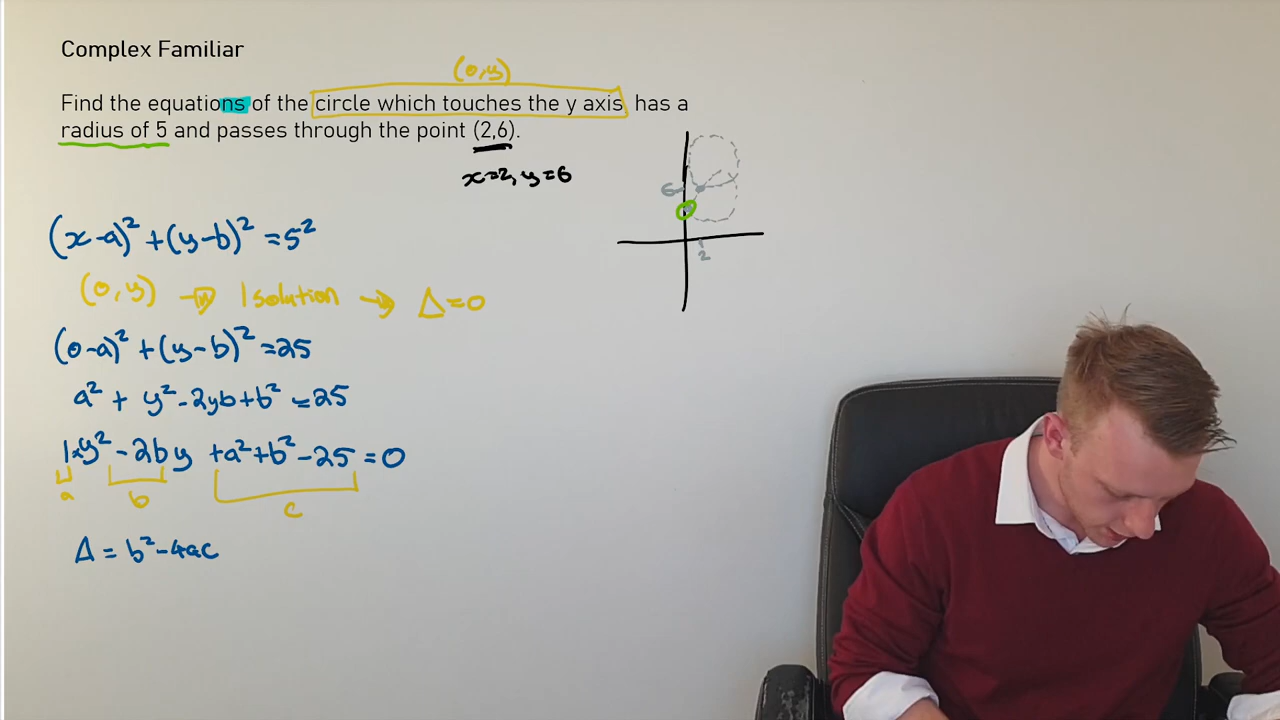 Complex Familiar
(0,y)
Find the equations of the circle which touches the y axis, has a
radius of 5 and passes through the point (2,6).
x=2, y=6
6
2
(x-a)² + (y-b)² = 5²
(0,y) → 1 solution → Δ=0
(0-a)² + (y-b)² = 25
a² + y² - 2yb + b² = 25
1xy² - 2by + a² + b² - 25 = 0
a b c
Δ = b² - 4ac